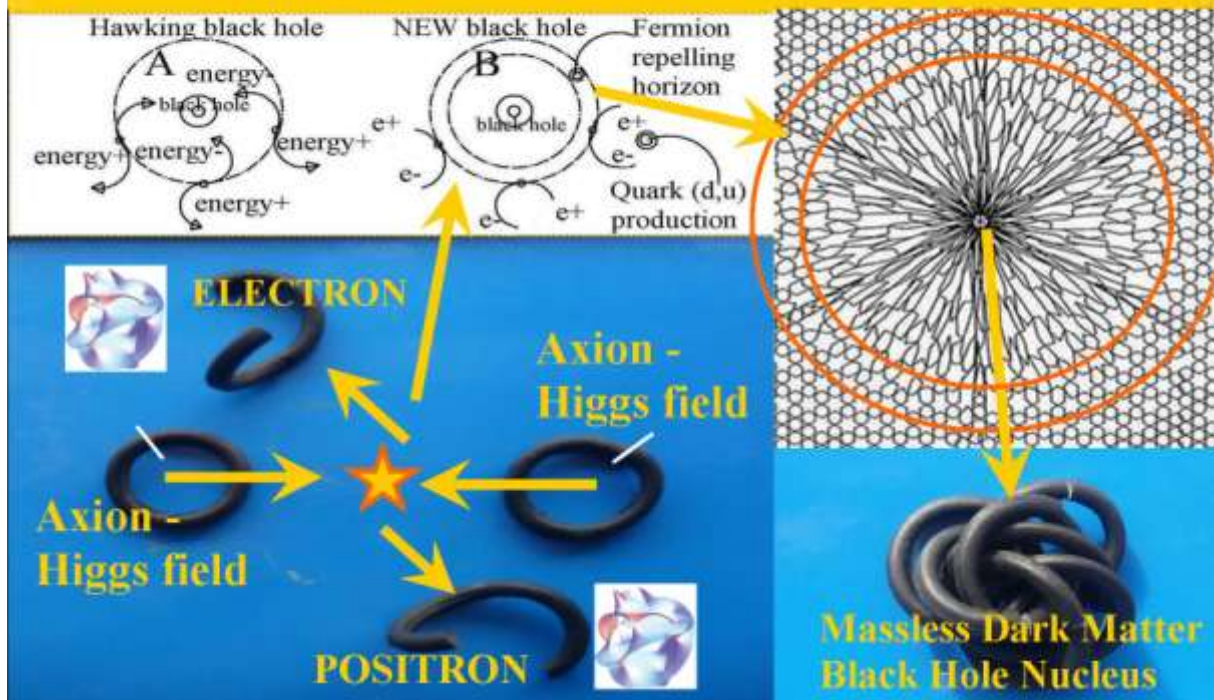 Hawking black hole
A
energy-
black hole
energy+
energy-
energy+
energy+
NEW black hole
B
black hole
e+
e-
e-
e+
e+
e-
Fermion
repelling
horizon
Quark (d,u)
production
ELECTRON
Axion -
Higgs field
Axion -
Higgs field
POSITRON
Massless Dark Matter
Black Hole Nucleus